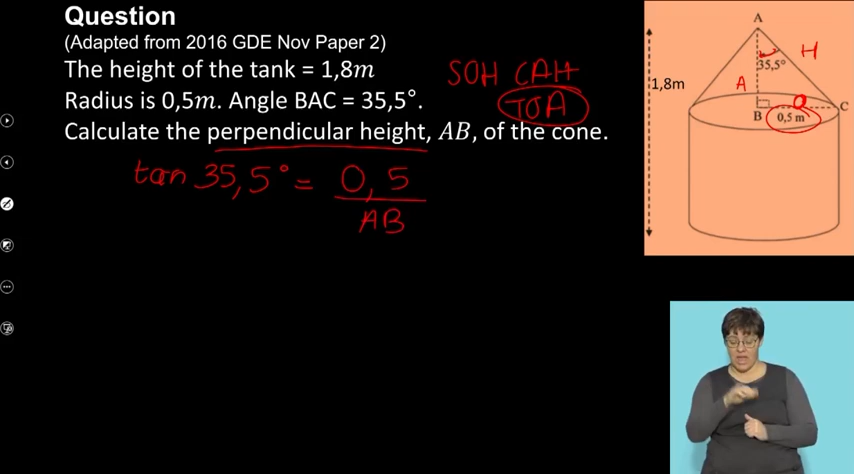 Question
(Adapted from 2016 GDE Nov Paper 2)
The height of the tank = 1,8m
Radius is 0,5m. Angle BAC = 35,5°.
Calculate the perpendicular height, AB, of the cone.
SOH CAH
TOA
tan 35,5° = 0,5
AB
A
H
35,5°
1,8m
A
O
B
0,5 m
C